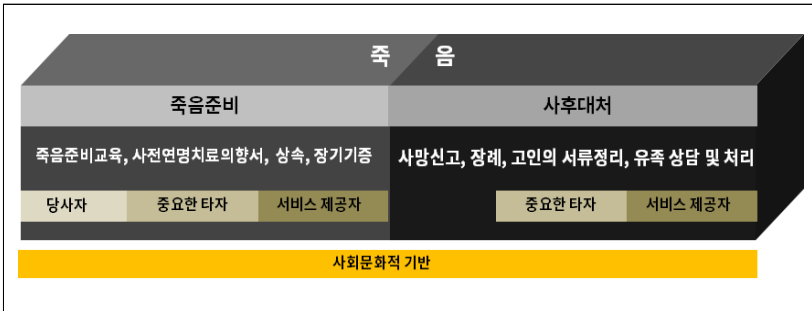 죽 음
죽음준비 사후대처
죽음준비교육, 사전연명치료의향서, 상속, 장기기증 사망신고, 장례, 고인의 서류정리, 유족 상담 및 처리
당사자 중요한 타자 서비스 제공자 중요한 타자 서비스 제공자
사회문화적 기반